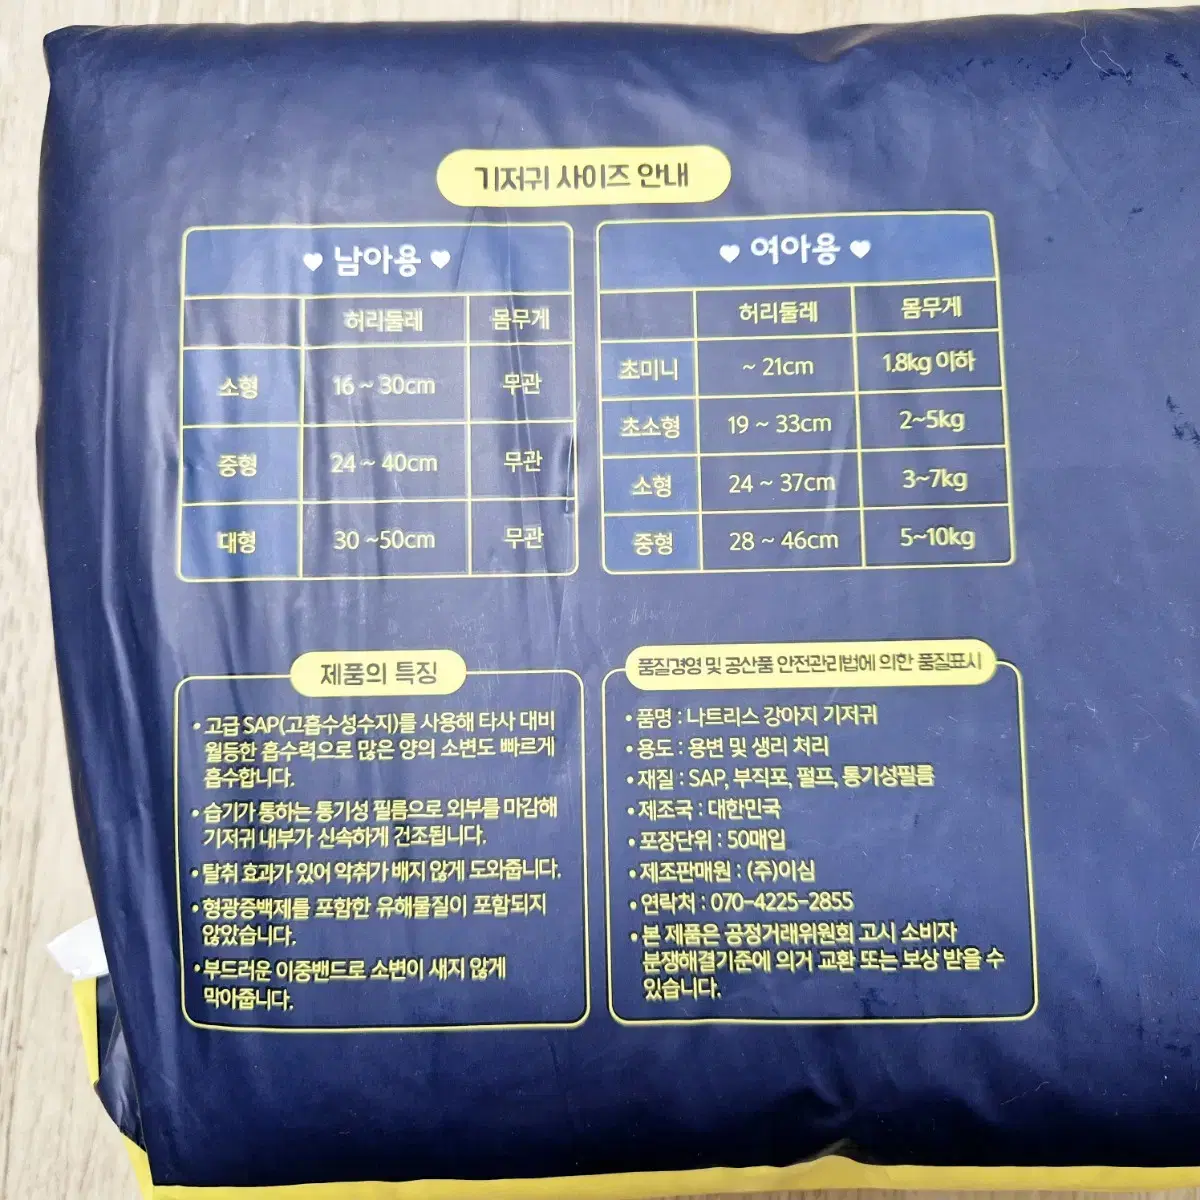 기저귀 사이즈 안내
♥ 남아용 ♥
허리둘레 몸무게
소형 16 ~ 30cm 무관
중형 24 ~ 40cm 무관
대형 30 ~50cm 무관
♥ 여아용 ♥
허리둘레 몸무게
초미니 ~ 21cm 1.8kg 이하
초소형 19 ~ 33cm 2~5kg
소형 24 ~ 37cm 3~7kg
중형 28 ~ 46cm 5~10kg
제품의 특징
• 고급 SAP(고흡수성수지)를 사용해 타사 대비
월등한 흡수력으로 많은 양의 소변도 빠르게
흡수합니다.
• 습기가 통하는 통기성 필름으로 외부를 마감해
기저귀 내부가 신속하게 건조됩니다.
• 탈취 효과가 있어 악취가 배지 않게 도와줍니다.
• 형광증백제를 포함한 유해물질이 포함되지
않았습니다.
• 부드러운 이중밴드로 소변이 새지 않게
막아줍니다.
품질경영 및 공산품 안전관리법에 의한 품질표시
• 품명 : 나트리스 강아지 기저귀
• 용도 : 용변 및 생리 처리
• 재질 : SAP, 부직포, 펄프, 통기성필름
• 제조국 : 대한민국
• 포장단위 : 50매입
• 제조판매원 : (주)이심
• 연락처 : 070-4225-2855
• 본 제품은 공정거래위원회 고시 소비자
분쟁해결기준에 의거 교환 또는 보상 받을 수
있습니다.